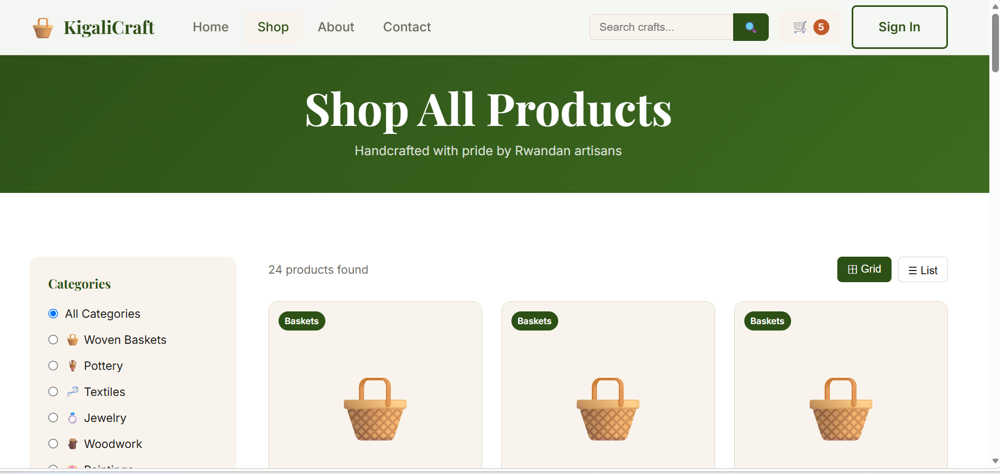 KigaliCraft
Home
Shop
About
Contact
Search crafts...
5
Sign In
Shop All Products
Handcrafted with pride by Rwandan artisans
Categories
All Categories
Woven Baskets
Pottery
Textiles
Jewelry
Woodwork
Paintings
24 products found
Grid
List
Baskets
Baskets
Baskets